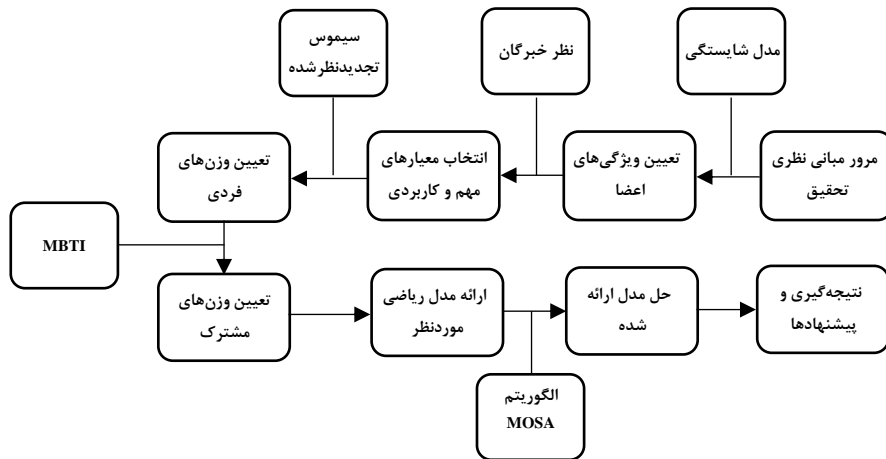 سیموس
تجدیدنظرشده
نظر خبرگان
مدل شایستگی
مرور مبانی نظری
تحقیق
تعیین ویژگی‌های
اعضا
انتخاب معیارهای
مهم و کاربردی
تعیین وزن‌های
فردی
MBTI
تعیین وزن‌های
مشترک
ارائه مدل ریاضی
موردنظر
حل مدل ارائه
شده
نتیجه‌گیری و
پیشنهادها
الگوریتم
MOSA